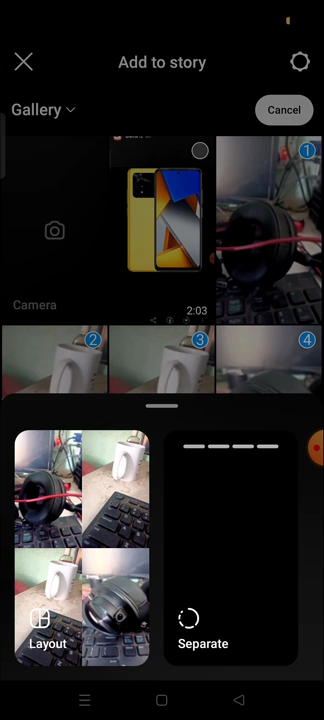 Add to story
Gallery
Cancel
1
Camera
2:03
2
3
4
Layout
Separate